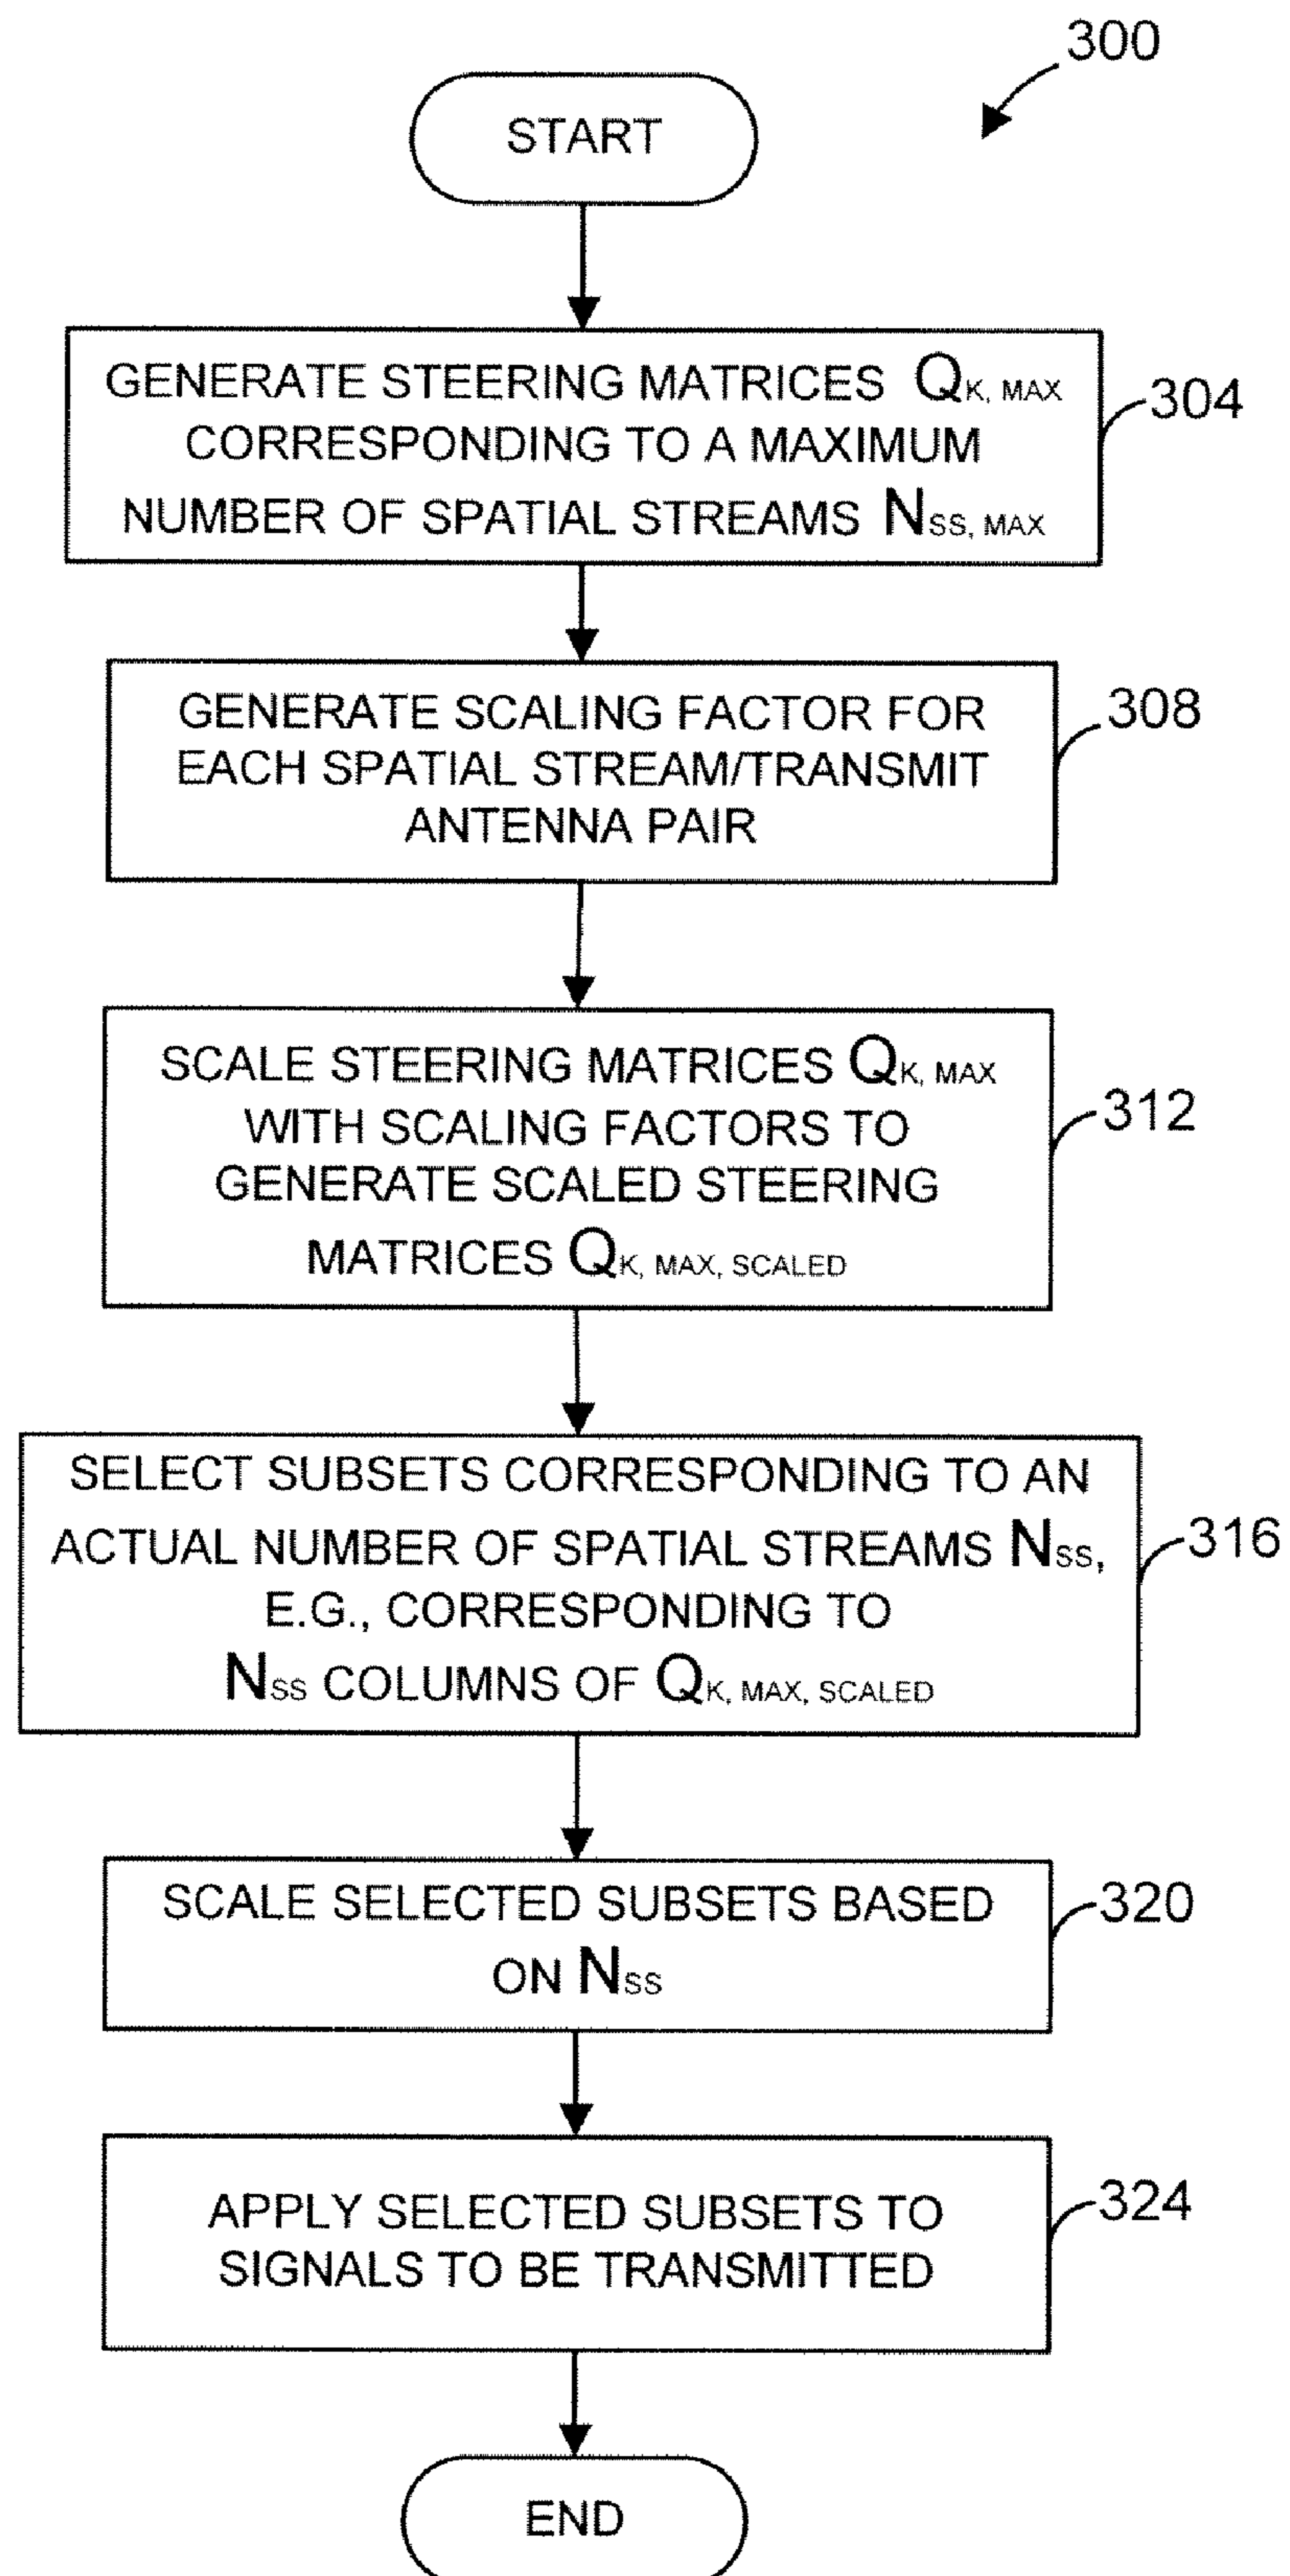 300
START
GENERATE STEERING MATRICES QK, MAX
CORRESPONDING TO A MAXIMUM
NUMBER OF SPATIAL STREAMS NSS, MAX
304
GENERATE SCALING FACTOR FOR
EACH SPATIAL STREAM/TRANSMIT
ANTENNA PAIR
308
SCALE STEERING MATRICES QK, MAX
WITH SCALING FACTORS TO
GENERATE SCALED STEERING
MATRICES QK, MAX, SCALED
312
SELECT SUBSETS CORRESPONDING TO AN
ACTUAL NUMBER OF SPATIAL STREAMS NSS,
E.G., CORRESPONDING TO
NSS COLUMNS OF QK, MAX, SCALED
316
SCALE SELECTED SUBSETS BASED
ON NSS
320
APPLY SELECTED SUBSETS TO
SIGNALS TO BE TRANSMITTED
324
END